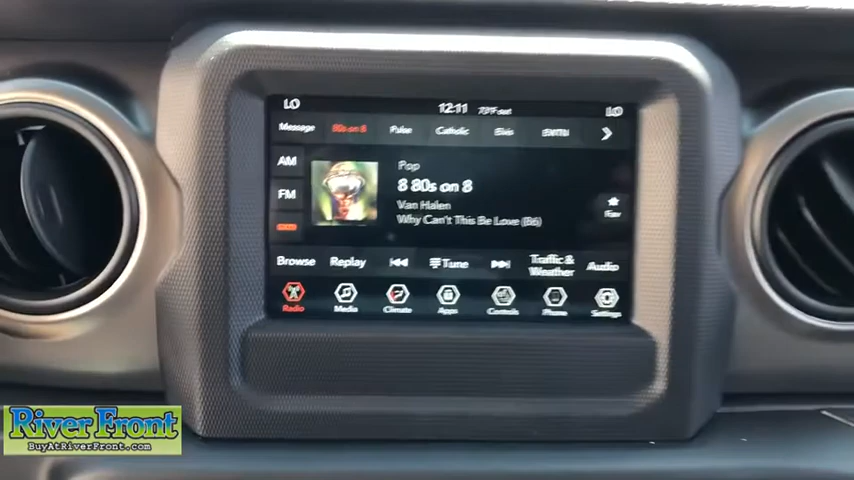 LO 12:11 73°F out LO
Message 80s on 8 Pulse Catholic Elvis
AM
Pop
8 80s on 8
FM
Van Halen
Fav
Why Can't This Be Love (86)
Browse Replay Tune Traffic & Weather Audio
Radio Media Climate Apps Controls Phone Settings
River Front
BuyAtRiverFront.com